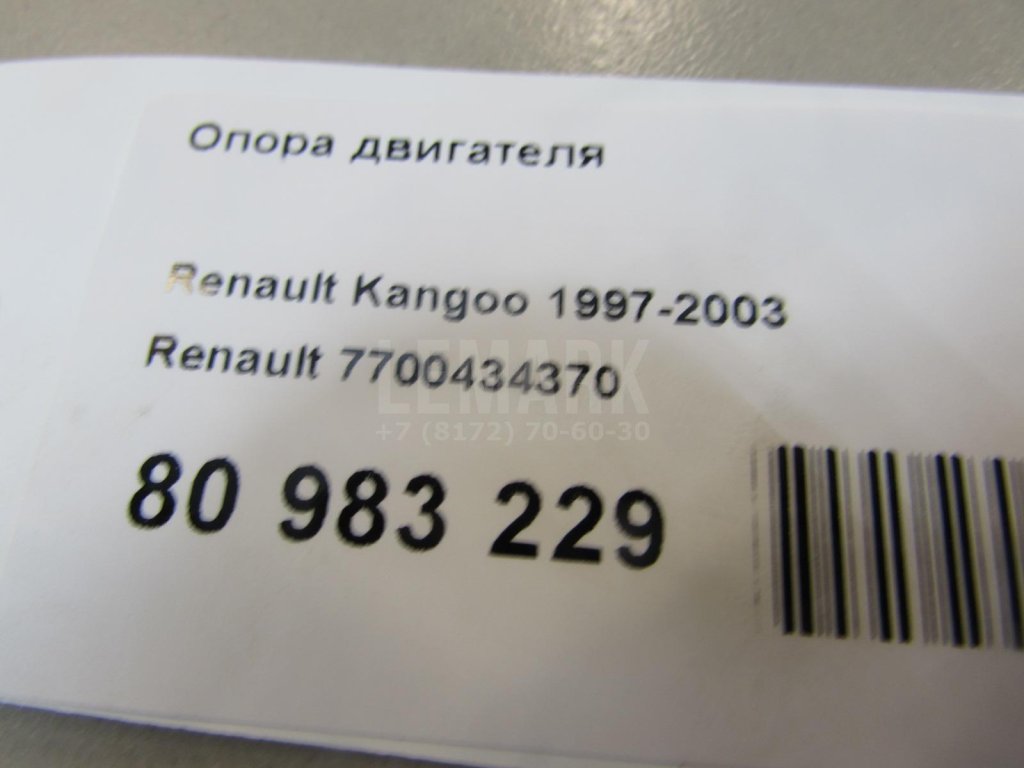 Опора двигателя
Renault Kangoo 1997-2003
Renault 7700434370
LEMARK
+7 (8172) 70-60-30
80 983 229